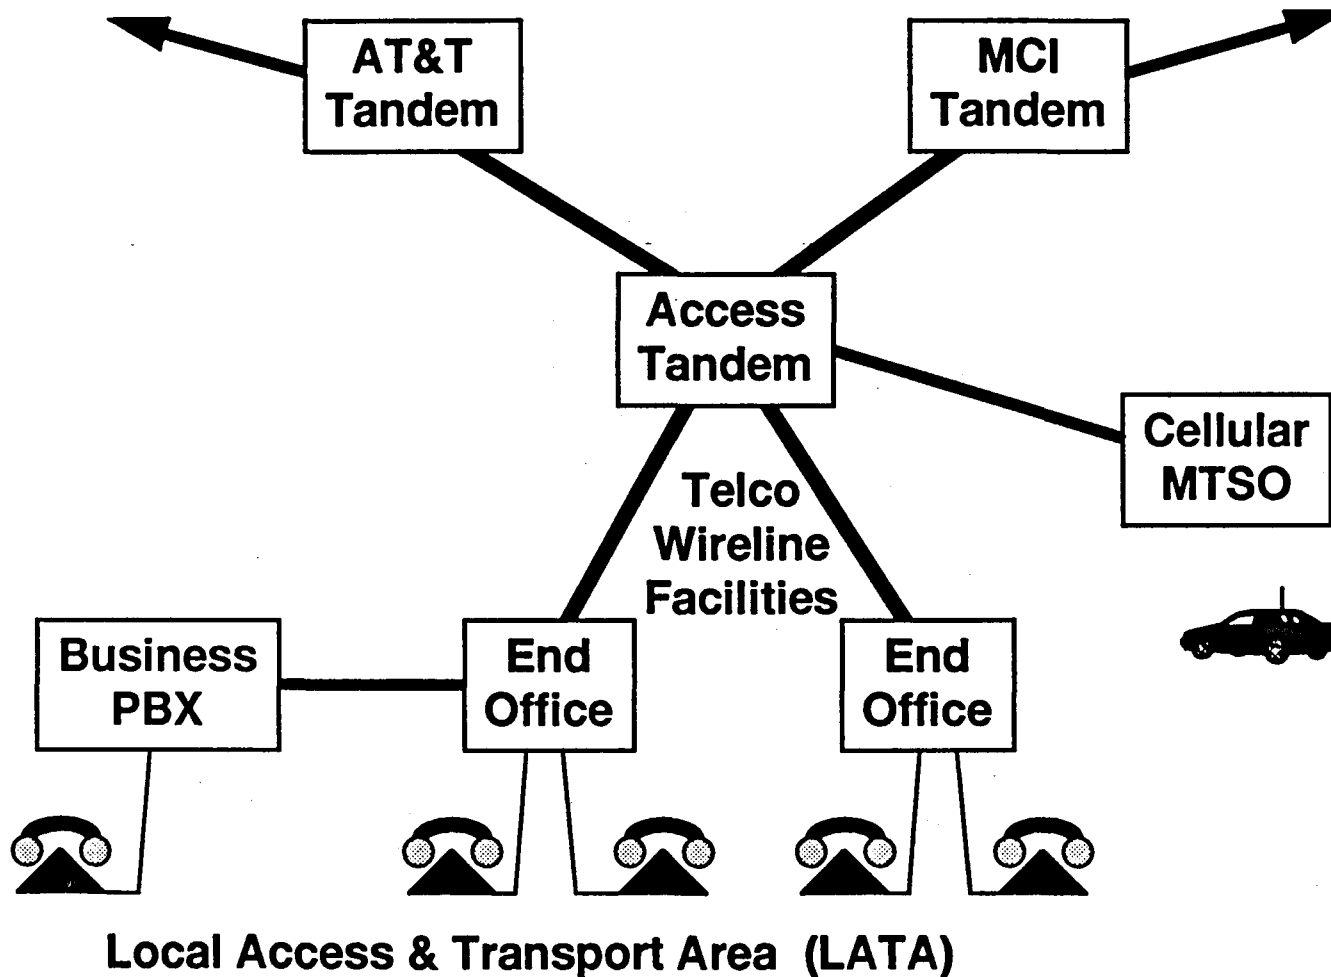 AT&T
Tandem
MCI
Tandem
Access
Tandem
Cellular
MTSO
Telco
Wireline
Facilities
Business
PBX
End
Office
End
Office
Local Access & Transport Area (LATA)